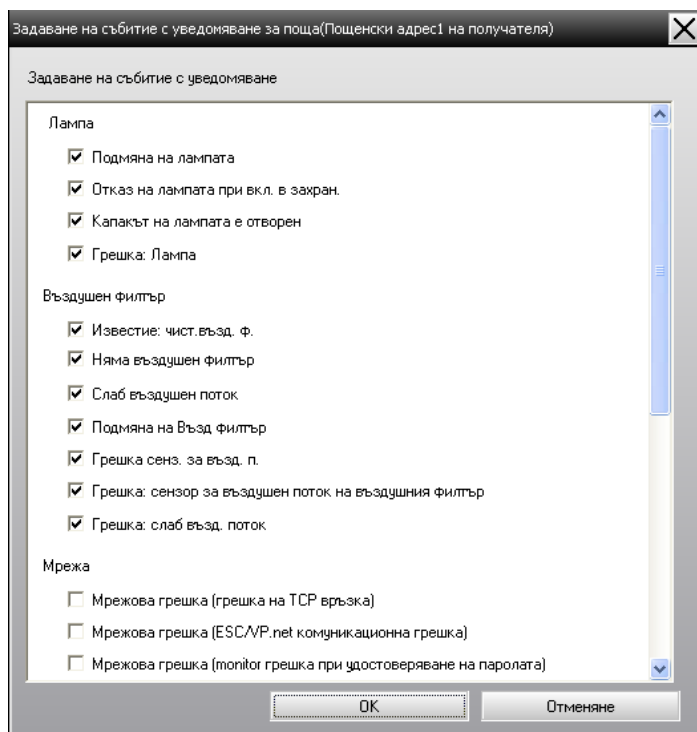 Задаване на събитие с уведомяване за поща(Пощенски адрес1 на получателя)
Задаване на събитие с уведомяване
Лампа
Подмяна на лампата
Отказ на лампата при вкл. в захран.
Капакът на лампата е отворен
Грешка: Лампа
Въздушен филтър
Известие: чист.възд. ф.
Няма въздушен филтър
Слаб въздушен поток
Подмяна на Възд филтър
Грешка сенз. за възд. п.
Грешка: сензор за въздушен поток на въздушния филтър
Грешка: слаб възд. поток
Мрежа
Мрежова грешка (грешка на TCP връзка)
Мрежова грешка (ESC/VP.net комуникационна грешка)
Мрежова грешка (monitor грешка при удостоверяване на паролата)
OK
Отменяне